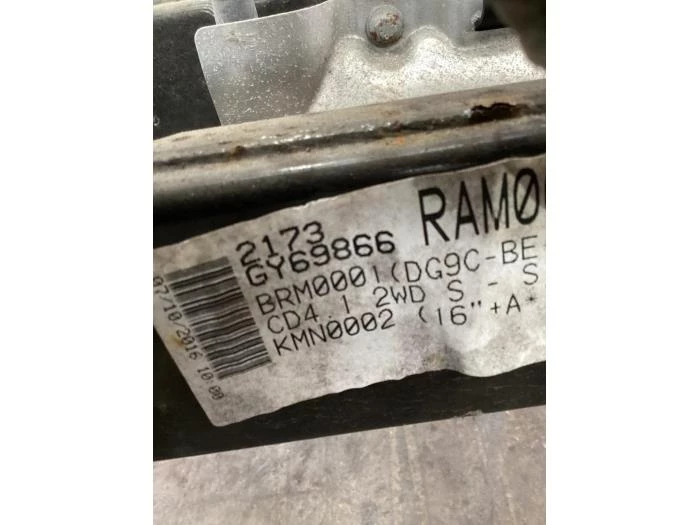 RAM0
2173
GY69866
BRM0001(DG9C-BE
CD4.1 2WD S - S
KMN0002 (16"+A*
07/10/2016 10:00